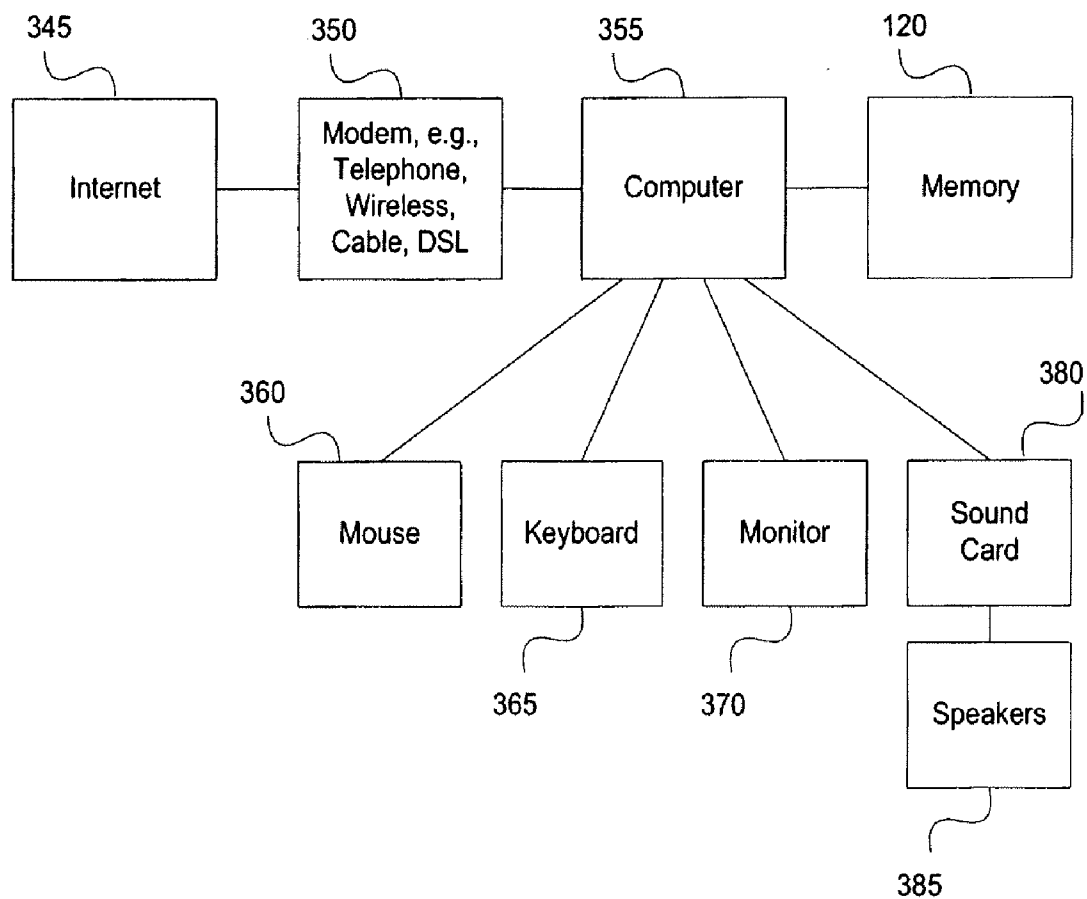 345
350
355
120
Internet
Modem, e.g.,
Telephone,
Wireless,
Cable, DSL
Computer
Memory
360
380
Mouse
Keyboard
Monitor
Sound
Card
365
370
Speakers
385